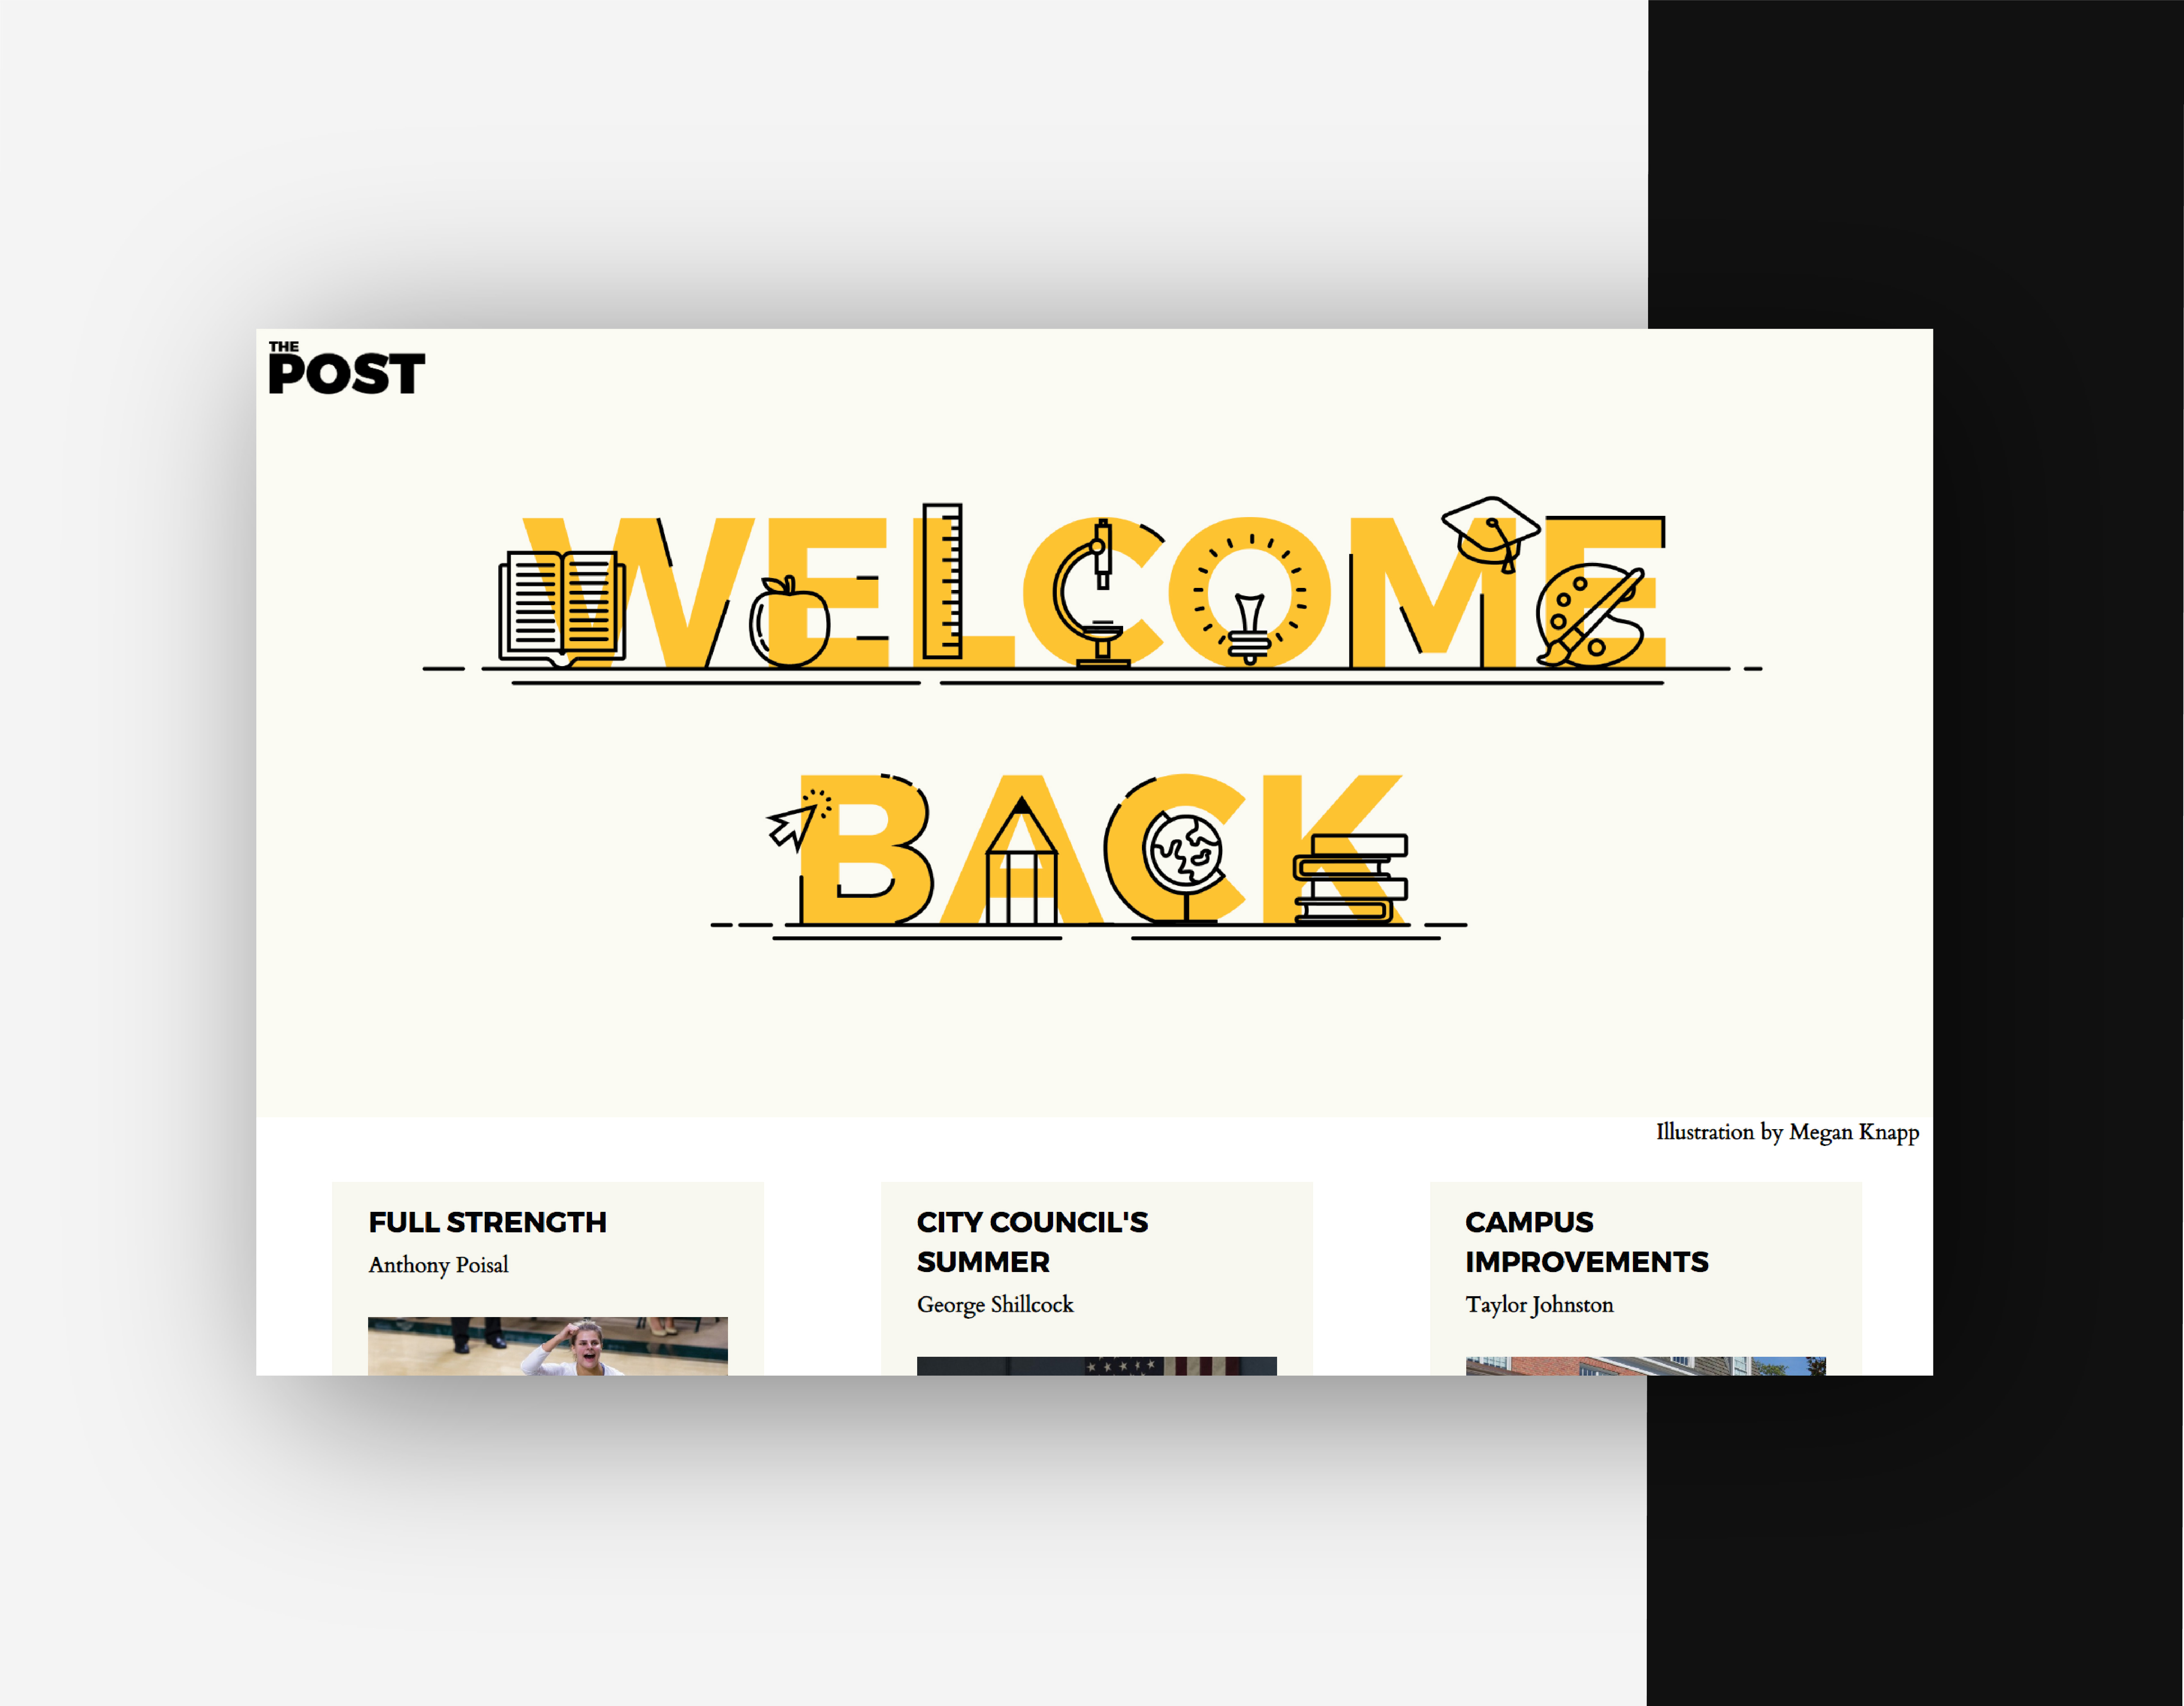 THE
POST
WELCOME
BACK
Illustration by Megan Knapp
FULL STRENGTH
Anthony Poisal
CITY COUNCIL'S
SUMMER
George Shillcock
CAMPUS
IMPROVEMENTS
Taylor Johnston